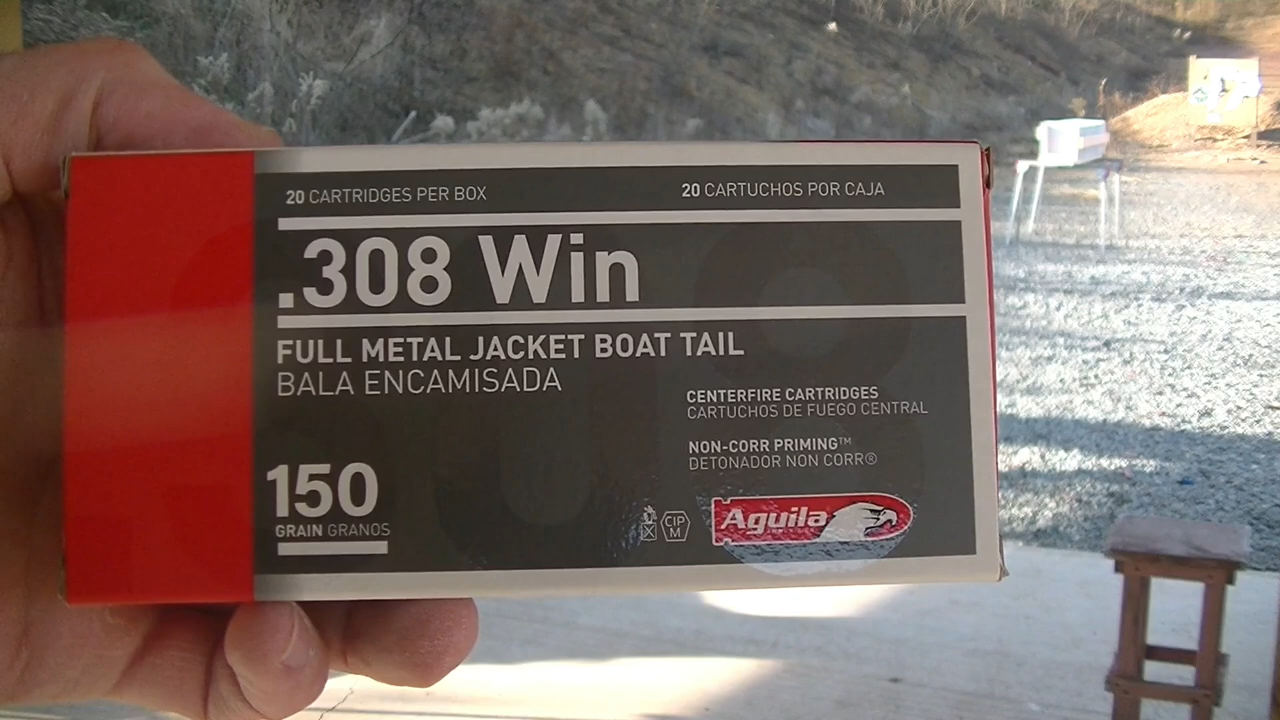 20 CARTRIDGES PER BOX
20 CARTUCHOS POR CAJA
.308 Win
FULL METAL JACKET BOAT TAIL
BALA ENCAMISADA
CENTERFIRE CARTRIDGES
CARTUCHOS DE FUEGO CENTRAL
NON-CORR PRIMING™
DETONADOR NON CORR®
150
GRAIN GRANOS
CIP
M
Aguila